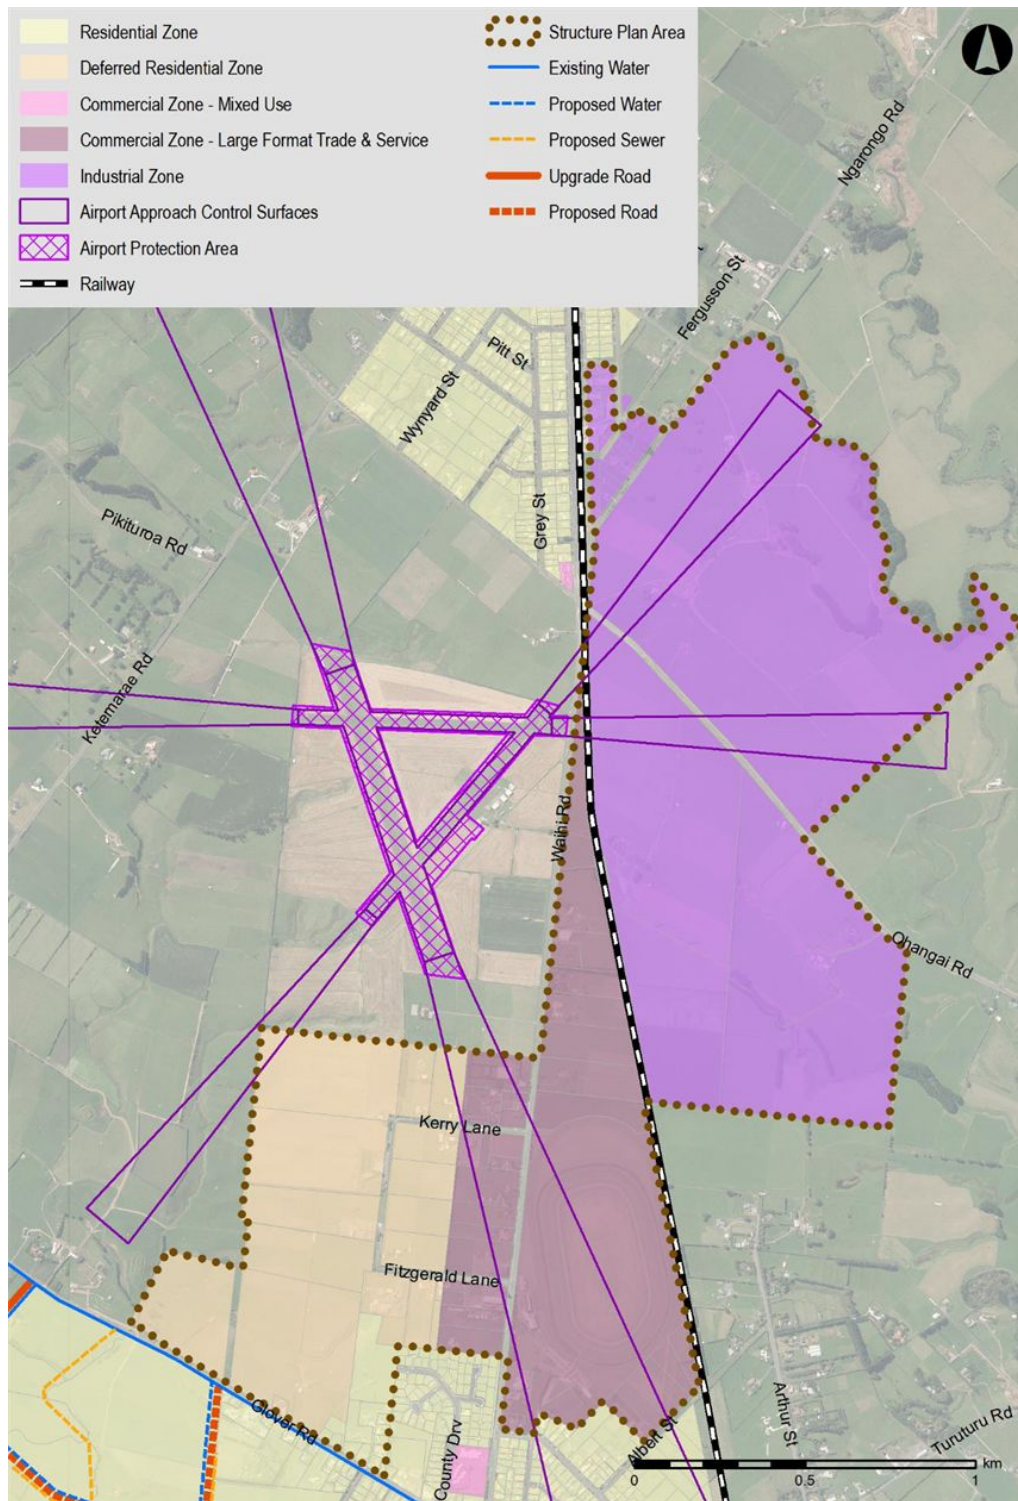 Residential Zone
Deferred Residential Zone
Commercial Zone - Mixed Use
Commercial Zone - Large Format Trade & Service
Industrial Zone
Airport Approach Control Surfaces
Airport Protection Area
Railway
Structure Plan Area
Existing Water
Proposed Water
Proposed Sewer
Upgrade Road
Proposed Road
Ngarongo Rd
Fergusson St
Pitt St
Wynyard St
Grey St
Pikituroa Rd
Ketemarae Rd
Waihi Rd
Ohangai Rd
Kerry Lane
Fitzgerald Lane
Glover Rd
County Drv
Albert St
Arthur St
Turuturu Rd
0 0.5 1 km